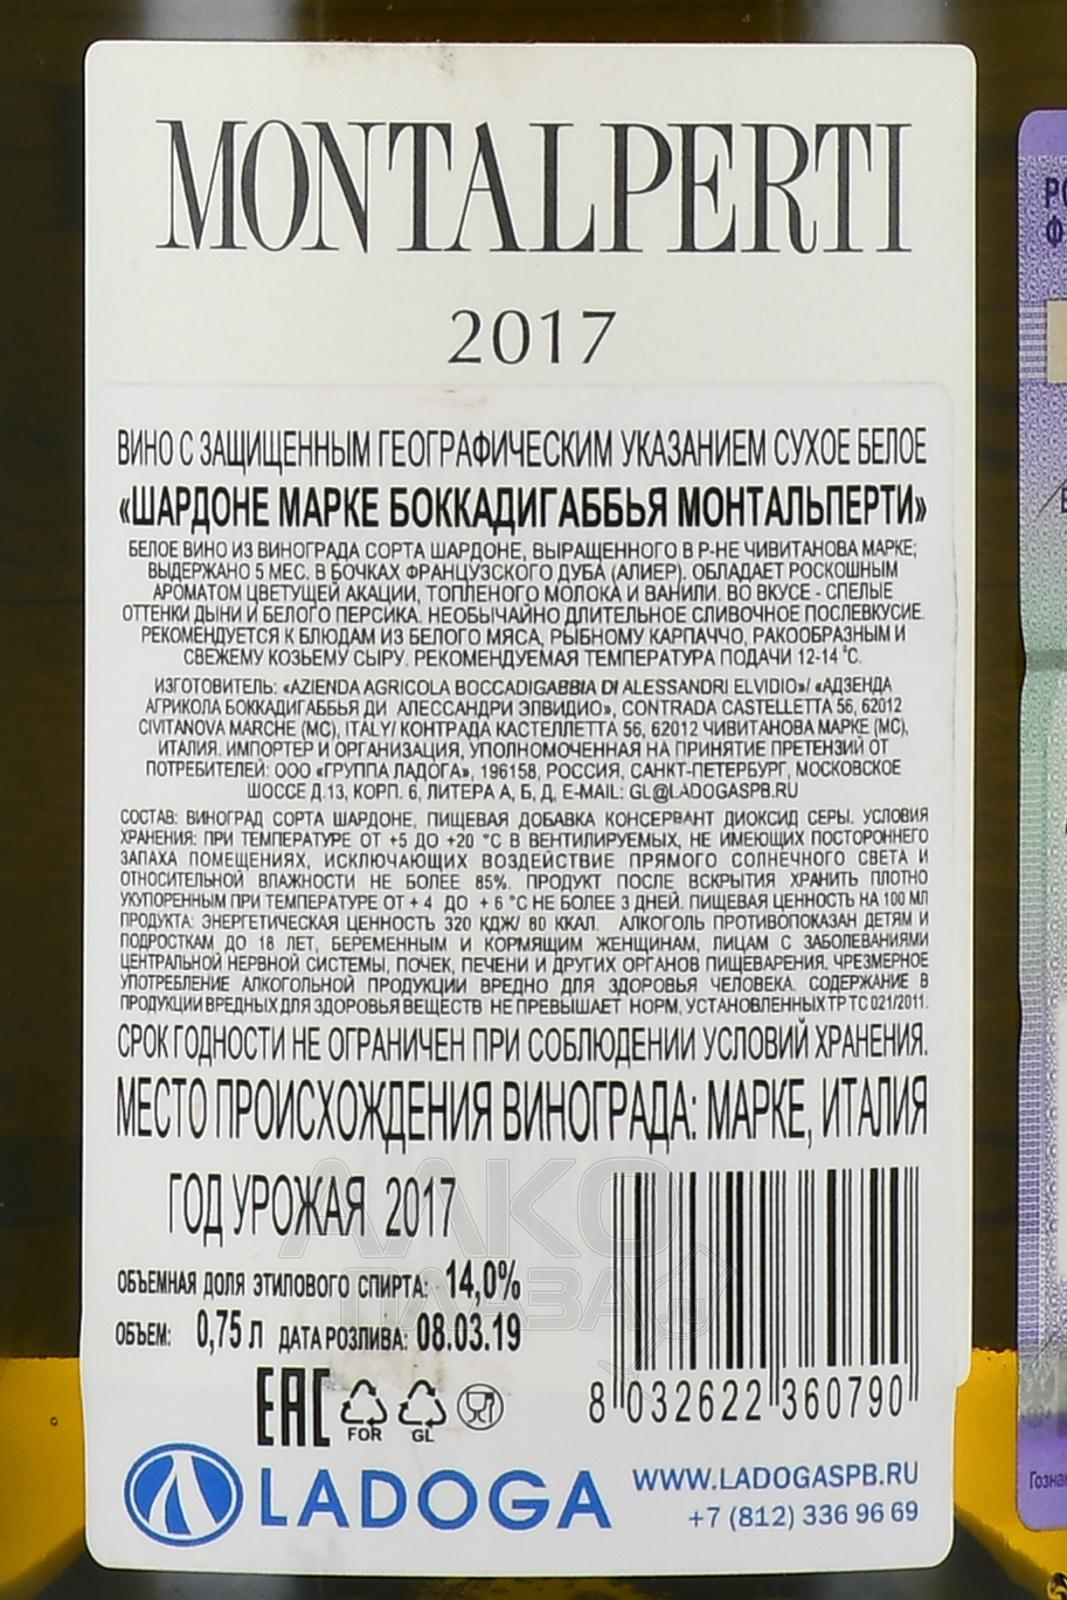 MONTALPERTI
2017
ВИНО С ЗАЩИЩЕННЫМ ГЕОГРАФИЧЕСКИМ УКАЗАНИЕМ СУХОЕ БЕЛОЕ
«ШАРДОНЕ МАРКЕ БОККАДИГАББЬЯ МОНТАЛЬПЕРТИ»
БЕЛОЕ ВИНО ИЗ ВИНОГРАДА СОРТА ШАРДОНЕ, ВЫРАЩЕННОГО В Р-НЕ ЧИВИТАНОВА МАРКЕ;
ВЫДЕРЖАНО 5 МЕС. В БОЧКАХ ФРАНЦУЗСКОГО ДУБА (АЛИЕР). ОБЛАДАЕТ РОСКОШНЫМ
АРОМАТОМ ЦВЕТУЩЕЙ АКАЦИИ, ТОПЛЕНОГО МОЛОКА И ВАНИЛИ. ВО ВКУСЕ - СПЕЛЫЕ
ОТТЕНКИ ДЫНИ И БЕЛОГО ПЕРСИКА. НЕОБЫЧАЙНО ДЛИТЕЛЬНОЕ СЛИВОЧНОЕ ПОСЛЕВКУСИЕ.
РЕКОМЕНДУЕТСЯ К БЛЮДАМ ИЗ БЕЛОГО МЯСА, РЫБНОМУ КАРПАЧЧО, РАКООБРАЗНЫМ И
СВЕЖЕМУ КОЗЬЕМУ СЫРУ. РЕКОМЕНДУЕМАЯ ТЕМПЕРАТУРА ПОДАЧИ 12-14 °С.
ИЗГОТОВИТЕЛЬ: «AZIENDA AGRICOLA BOCCADIGABBIA DI ALESSANDRI ELVIDIO»/ «АДЗЕНДА
АГРИКОЛА БОККАДИГАББЬЯ ДИ АЛЕССАНДРИ ЭЛВИДИО», CONTRADA CASTELLETTA 56, 62012
CIVITANOVA MARCHE (MC), ITALY/ КОНТРАДА КАСТЕЛЛЕТТА 56, 62012 ЧИВИТАНОВА МАРКЕ (МС),
ИТАЛИЯ. ИМПОРТЕР И ОРГАНИЗАЦИЯ, УПОЛНОМОЧЕННАЯ НА ПРИНЯТИЕ ПРЕТЕНЗИЙ ОТ
ПОТРЕБИТЕЛЕЙ: ООО «ГРУППА ЛАДОГА», 196158, РОССИЯ, САНКТ-ПЕТЕРБУРГ, МОСКОВСКОЕ
ШОССЕ Д.13, КОРП. 6, ЛИТЕРА А, Б, Д, E-MAIL: GL@LADOGASPB.RU
СОСТАВ: ВИНОГРАД СОРТА ШАРДОНЕ, ПИЩЕВАЯ ДОБАВКА КОНСЕРВАНТ ДИОКСИД СЕРЫ. УСЛОВИЯ
ХРАНЕНИЯ: ПРИ ТЕМПЕРАТУРЕ ОТ +5 ДО +20 °С В ВЕНТИЛИРУЕМЫХ, НЕ ИМЕЮЩИХ ПОСТОРОННЕГО
ЗАПАХА ПОМЕЩЕНИЯХ, ИСКЛЮЧАЮЩИХ ВОЗДЕЙСТВИЕ ПРЯМОГО СОЛНЕЧНОГО СВЕТА И
ОТНОСИТЕЛЬНОЙ ВЛАЖНОСТИ НЕ БОЛЕЕ 85%. ПРОДУКТ ПОСЛЕ ВСКРЫТИЯ ХРАНИТЬ ПЛОТНО
УКУПОРЕННЫМ ПРИ ТЕМПЕРАТУРЕ ОТ + 4 ДО + 6 °С НЕ БОЛЕЕ 3 ДНЕЙ. ПИЩЕВАЯ ЦЕННОСТЬ НА 100 МЛ
ПРОДУКТА: ЭНЕРГЕТИЧЕСКАЯ ЦЕННОСТЬ 320 КДЖ/ 80 ККАЛ. АЛКОГОЛЬ ПРОТИВОПОКАЗАН ДЕТЯМ И
ПОДРОСТКАМ ДО 18 ЛЕТ, БЕРЕМЕННЫМ И КОРМЯЩИМ ЖЕНЩИНАМ, ЛИЦАМ С ЗАБОЛЕВАНИЯМИ
ЦЕНТРАЛЬНОЙ НЕРВНОЙ СИСТЕМЫ, ПОЧЕК, ПЕЧЕНИ И ДРУГИХ ОРГАНОВ ПИЩЕВАРЕНИЯ. ЧРЕЗМЕРНОЕ
УПОТРЕБЛЕНИЕ АЛКОГОЛЬНОЙ ПРОДУКЦИИ ВРЕДНО ДЛЯ ЗДОРОВЬЯ ЧЕЛОВЕКА. СОДЕРЖАНИЕ В
ПРОДУКЦИИ ВРЕДНЫХ ДЛЯ ЗДОРОВЬЯ ВЕЩЕСТВ НЕ ПРЕВЫШАЕТ НОРМ, УСТАНОВЛЕННЫХ ТР ТС 021/2011.
СРОК ГОДНОСТИ НЕ ОГРАНИЧЕН ПРИ СОБЛЮДЕНИИ УСЛОВИЙ ХРАНЕНИЯ.
МЕСТО ПРОИСХОЖДЕНИЯ ВИНОГРАДА: МАРКЕ, ИТАЛИЯ
ГОД УРОЖАЯ 2017
ОБЪЕМНАЯ ДОЛЯ ЭТИЛОВОГО СПИРТА: 14,0%
ОБЪЕМ: 0,75 Л ДАТА РОЗЛИВА: 08.03.19
EAC
FOR GL
8 032622 360790
АЛКО
ПЛАЗА.ru
LADOGA
WWW.LADOGASPB.RU
+7 (812) 336 96 69